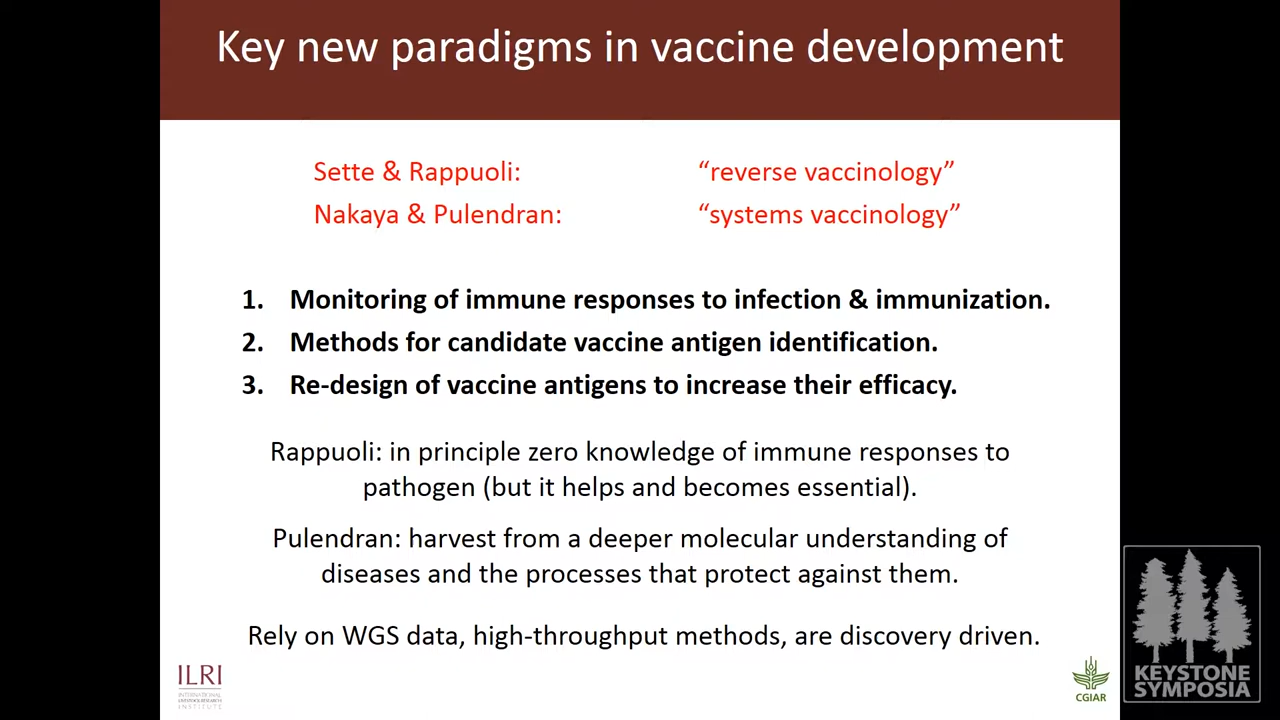 Key new paradigms in vaccine development
Sette & Rappuoli: “reverse vaccinology”
Nakaya & Pulendran: “systems vaccinology”
1. Monitoring of immune responses to infection & immunization.
2. Methods for candidate vaccine antigen identification.
3. Re-design of vaccine antigens to increase their efficacy.
Rappuoli: in principle zero knowledge of immune responses to
pathogen (but it helps and becomes essential).
Pulendran: harvest from a deeper molecular understanding of
diseases and the processes that protect against them.
Rely on WGS data, high-throughput methods, are discovery driven.
ILRI
INTERNATIONAL
LIVESTOCK RESEARCH
INSTITUTE
CGIAR
KEYSTONE
SYMPOSIA